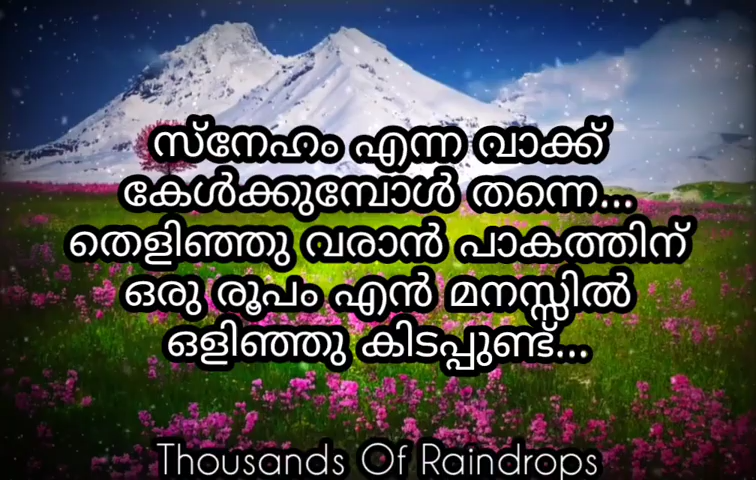 സ്നേഹം എന്ന വാക്ക്
കേൾക്കുമ്പോൾ തന്നെ...
തെളിഞ്ഞു വരാൻ പാകത്തിന്
ഒരു രൂപം എൻ മനസ്സിൽ
ഒളിഞ്ഞു കിടപ്പുണ്ട്...
Thousands Of Raindrops